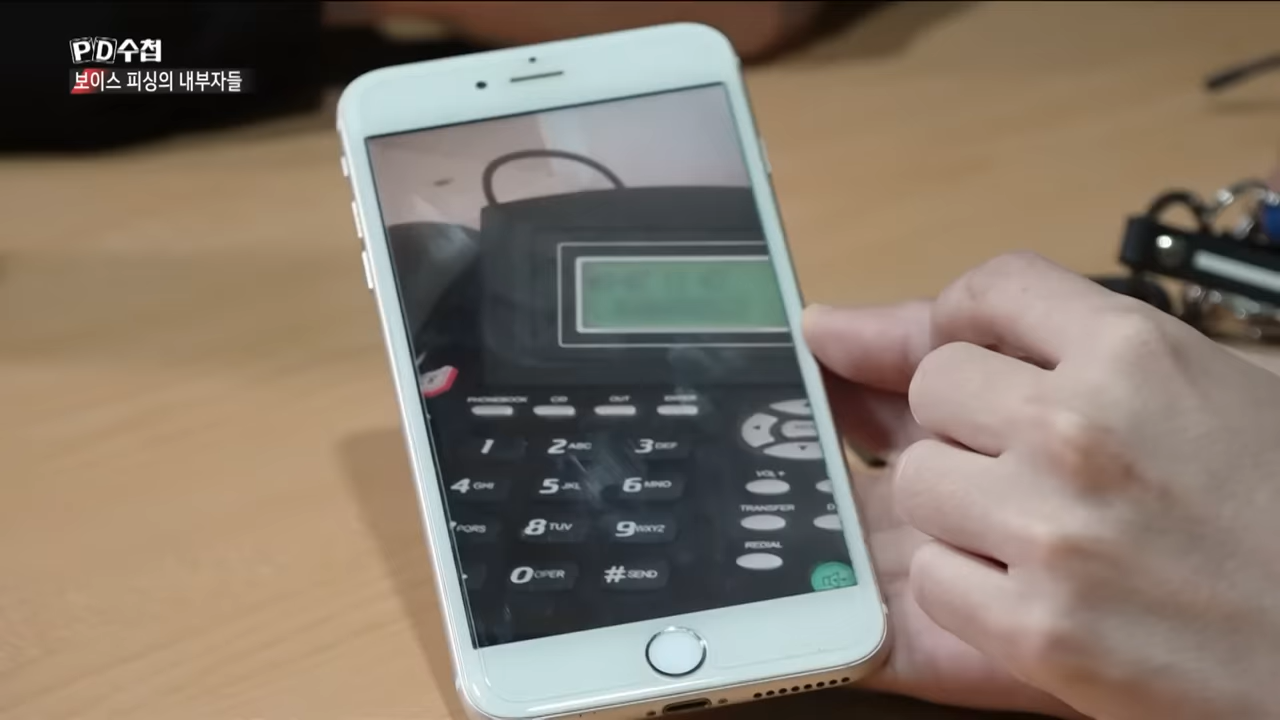 PD수첩
보이스 피싱의 내부자들
PHONEBOOK CID OUT ENTER
1 2ABC 3DEF
4GHI 5JKL 6MNO VOL +
PQRS 8TUV 9WXYZ TRANSFER
0OPER #SEND REDIAL